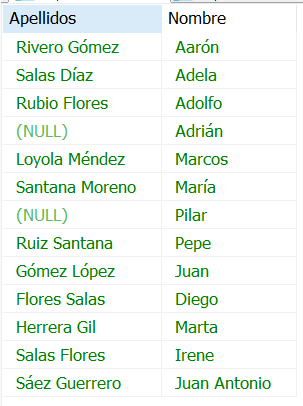 Apellidos Nombre
Rivero Gómez Aarón
Salas Díaz Adela
Rubio Flores Adolfo
(NULL) Adrián
Loyola Méndez Marcos
Santana Moreno María
(NULL) Pilar
Ruiz Santana Pepe
Gómez López Juan
Flores Salas Diego
Herrera Gil Marta
Salas Flores Irene
Sáez Guerrero Juan Antonio